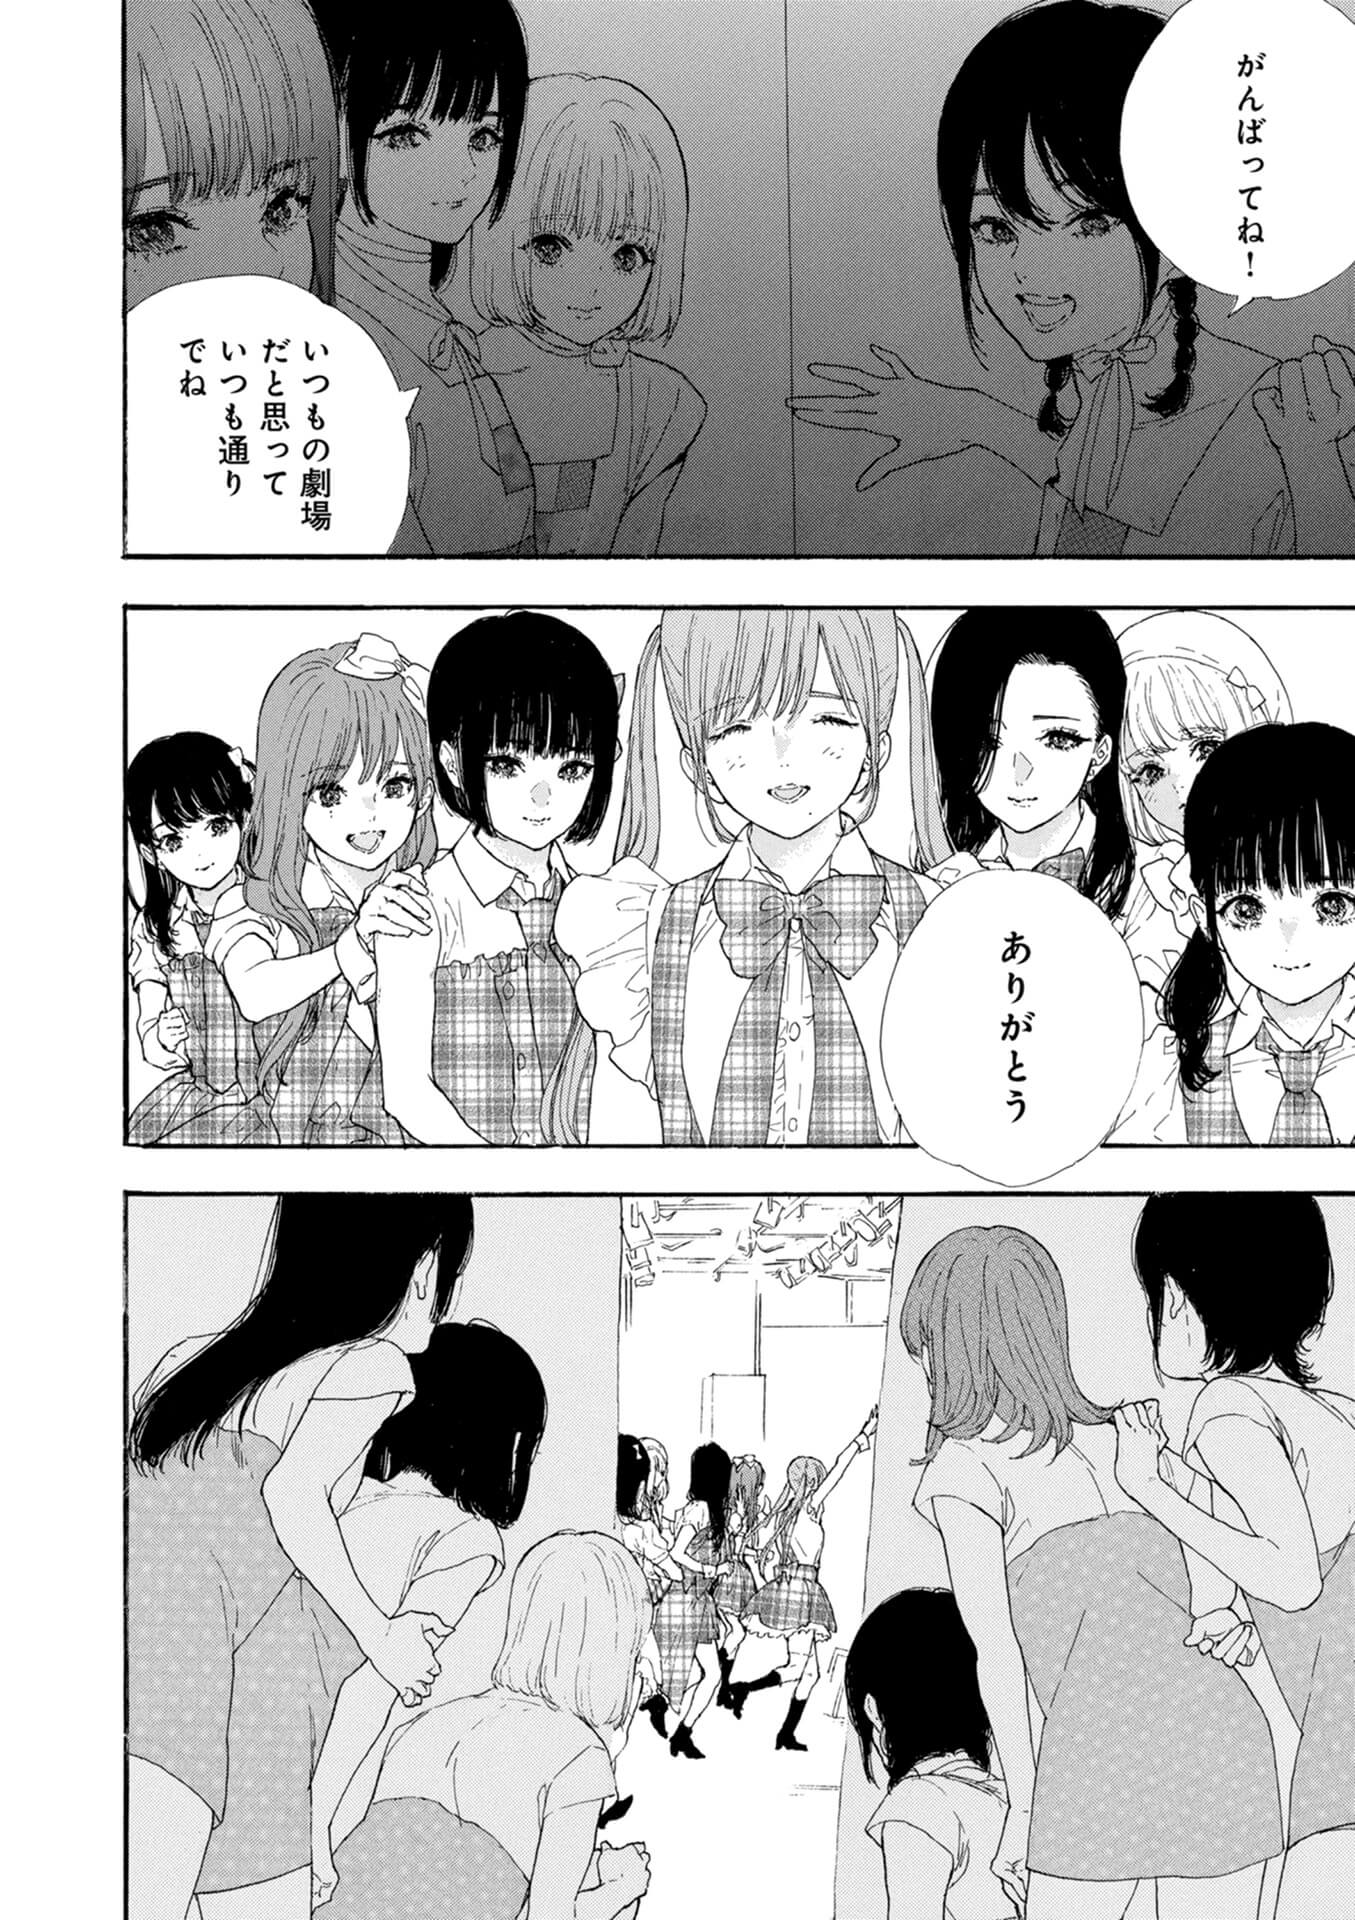 がんばってね！
いつもの劇場
だと思って
いつも通り
でね
ありがとう